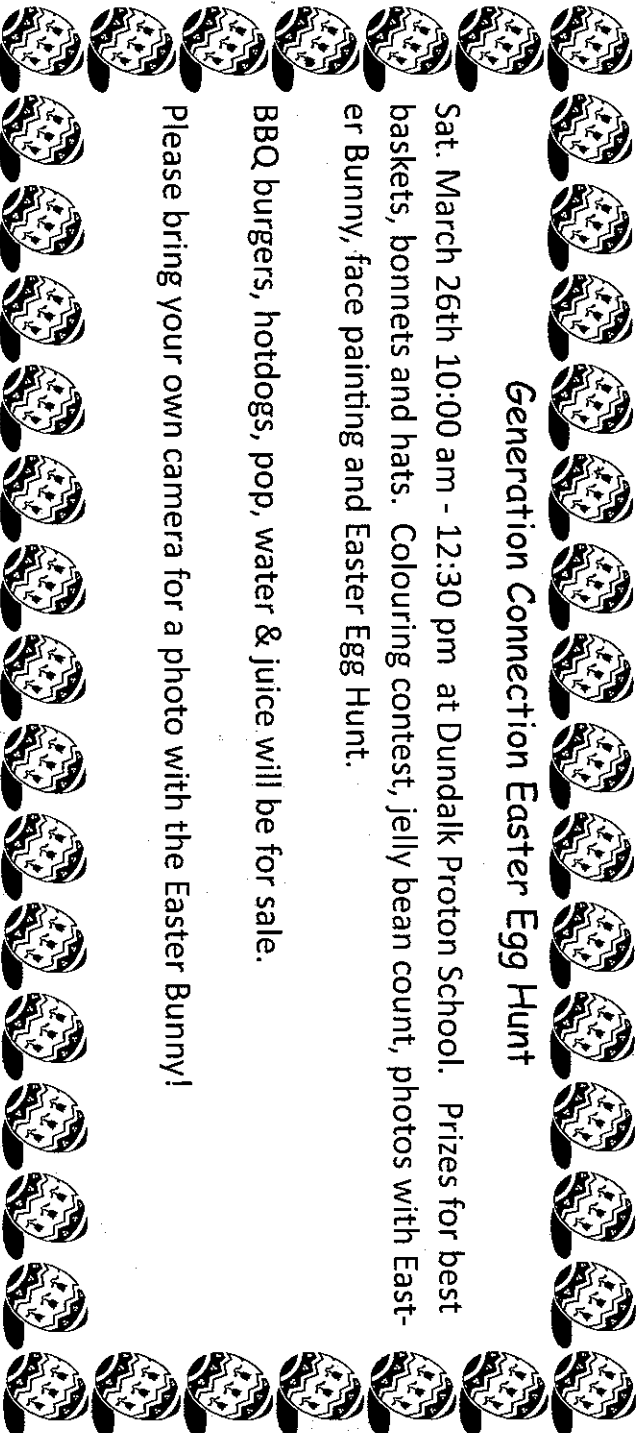 Generation Connection Easter Egg Hunt
Sat. March 26th 10:00 am - 12:30 pm at Dundalk Proton School. Prizes for best
baskets, bonnets and hats. Colouring contest, jelly bean count, photos with East-
er Bunny, face painting and Easter Egg Hunt.
BBQ burgers, hotdogs, pop, water & juice will be for sale.
Please bring your own camera for a photo with the Easter Bunny!